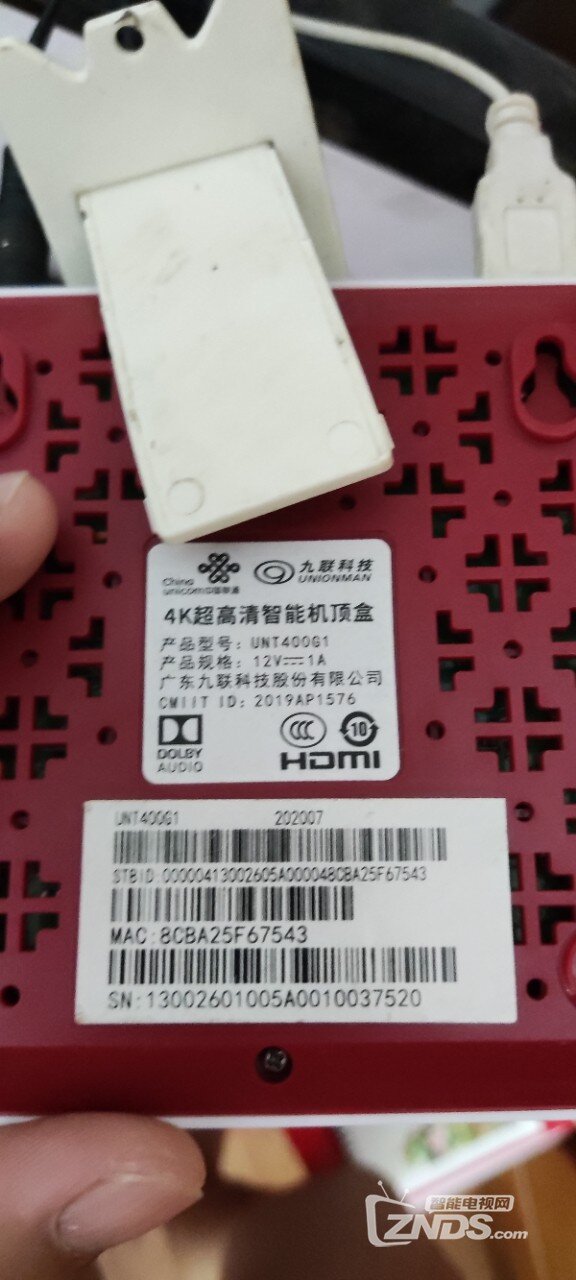 China
unicom中国联通
九联科技
UNIONMAN
4K超高清智能机顶盒
产品型号: UNT400G1
产品规格: 12V⎓1A
广东九联科技股份有限公司
CMIIT ID: 2019AP1576
DOLBY
AUDIO
CCC
10
HDMI
UNT400G1 202007
STBID:00000413002605A000048CBA25F67543
MAC:8CBA25F67543
SN:13002601005A0010037520
智能电视网
ZNDS.com